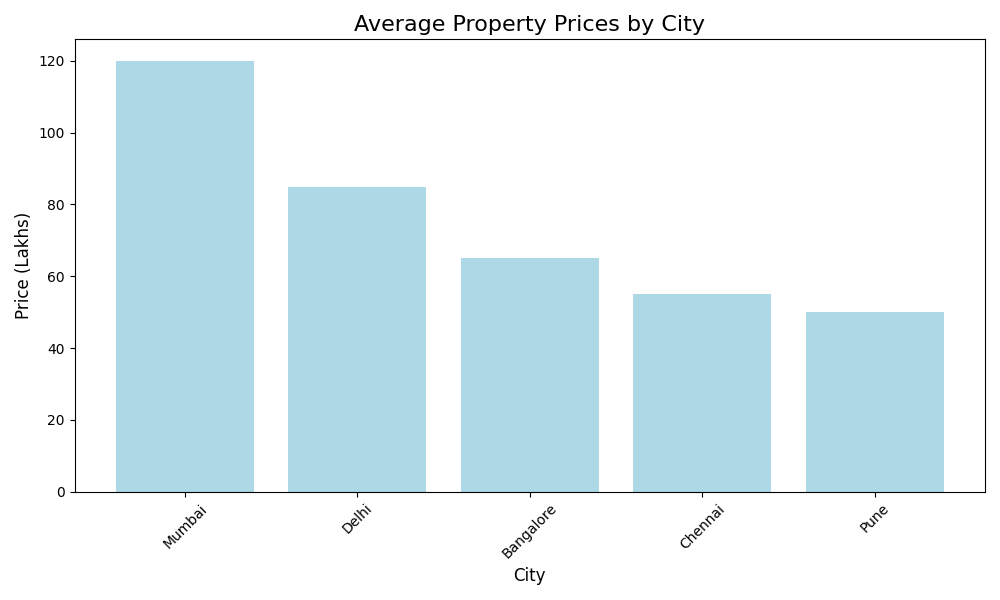 Average Property Prices by City
Price (Lakhs)
120
100
80
60
40
20
0
Mumbai
Delhi
Bangalore
Chennai
Pune
City